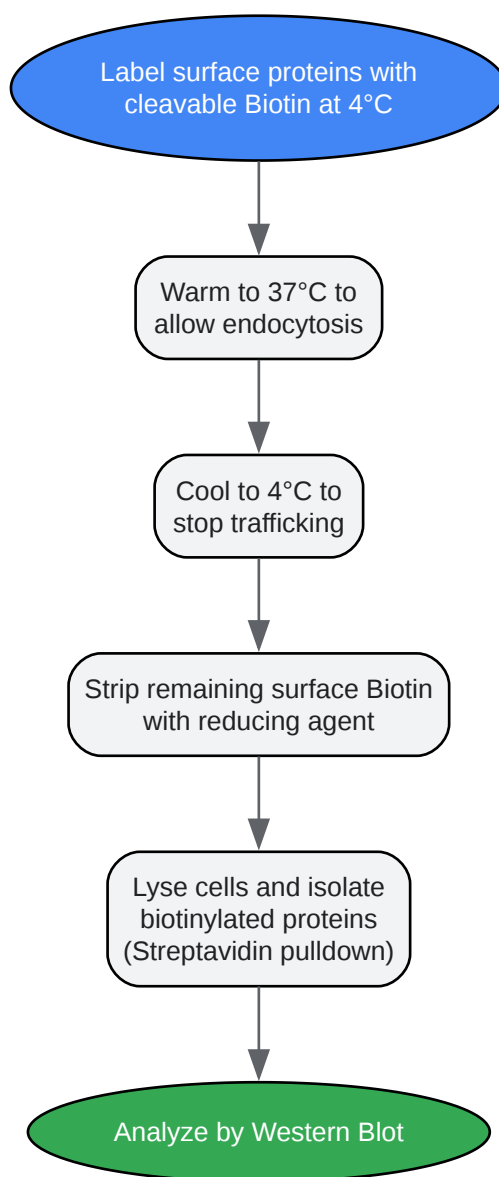 Label surface proteins with
cleavable Biotin at 4°C
Warm to 37°C to
allow endocytosis
Cool to 4°C to
stop trafficking
Strip remaining surface Biotin
with reducing agent
Lyse cells and isolate
biotinylated proteins
(Streptavidin pulldown)
Analyze by Western Blot